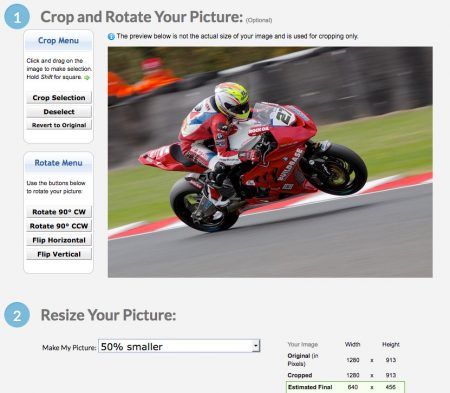 1 Crop and Rotate Your Picture: (Optional)
Crop Menu
Click and drag on the
image to make selection.
Hold Shift for square.
Crop Selection
Deselect
Revert to Original
Rotate Menu
Use the buttons below
to rotate your picture:
Rotate 90° CW
Rotate 90° CCW
Flip Horizontal
Flip Vertical
The preview below is not the actual size of your image and is used for cropping only.
2 Resize Your Picture:
Make My Picture: 50% smaller
Your Image Width Height
Original (in Pixels) 1280 x 913
Cropped 1280 x 913
Estimated Final 640 x 456